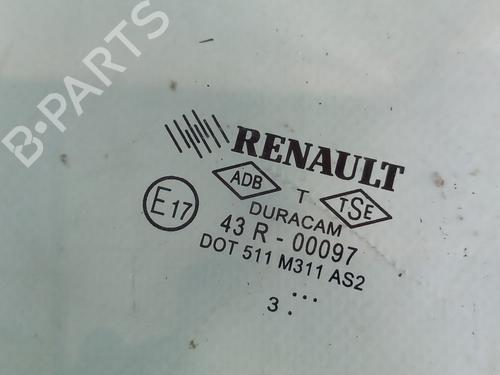 B-PARTS
RENAULT
ADB T TSE
E17 DURACAM
43 R - 00097
DOT 511 M311 AS2
...
3 .